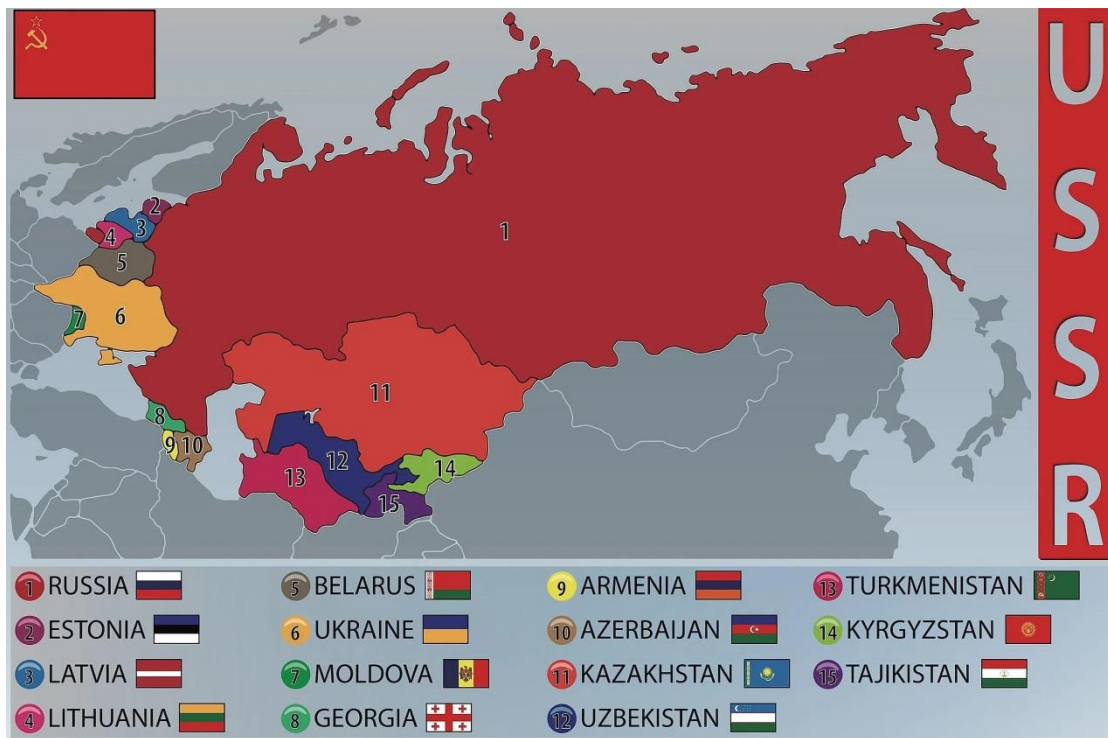 U
S
S
R
1
2
3
4
5
6
7
8
9
10
11
12
13
14
15
1 RUSSIA
2 ESTONIA
3 LATVIA
4 LITHUANIA
5 BELARUS
6 UKRAINE
7 MOLDOVA
8 GEORGIA
9 ARMENIA
10 AZERBAIJAN
11 KAZAKHSTAN
12 UZBEKISTAN
13 TURKMENISTAN
14 KYRGYZSTAN
15 TAJIKISTAN